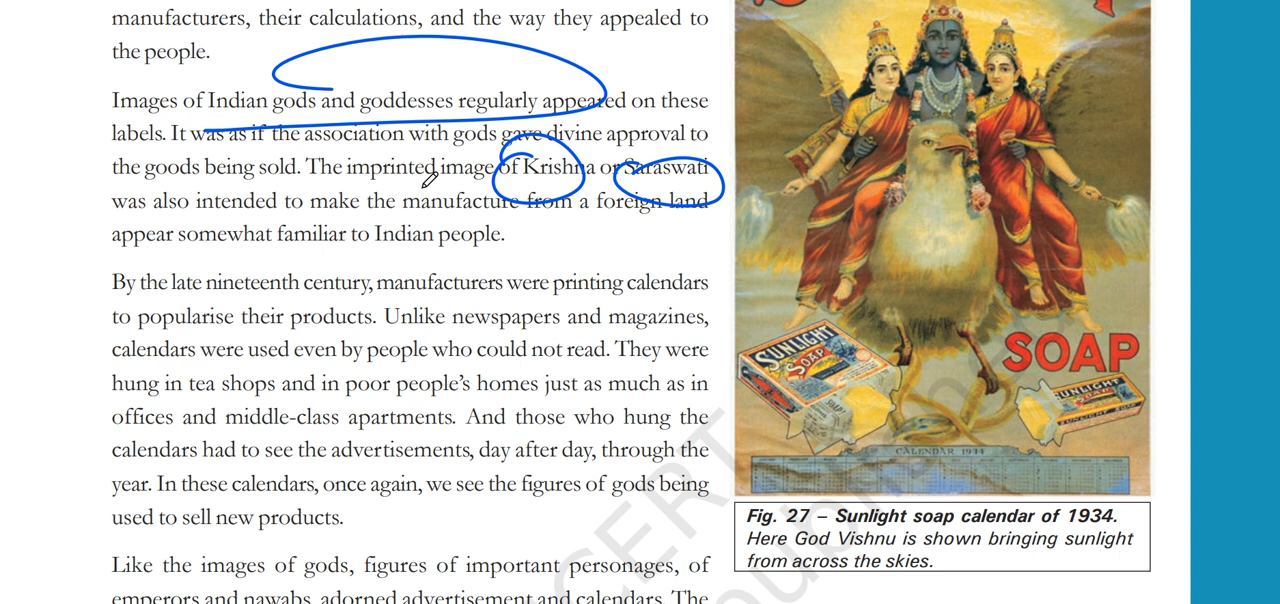 manufacturers, their calculations, and the way they appealed to
the people.
Images of Indian gods and goddesses regularly appeared on these
labels. It was as if the association with gods gave divine approval to
the goods being sold. The imprinted image of Krishna or Saraswati
was also intended to make the manufacture from a foreign land
appear somewhat familiar to Indian people.
By the late nineteenth century, manufacturers were printing calendars
to popularise their products. Unlike newspapers and magazines,
calendars were used even by people who could not read. They were
hung in tea shops and in poor people's homes just as much as in
offices and middle-class apartments. And those who hung the
calendars had to see the advertisements, day after day, through the
year. In these calendars, once again, we see the figures of gods being
used to sell new products.
Like the images of gods, figures of important personages, of
emperors and nawabs, adorned advertisement and calendars. The
SOAP
SUNLIGHT
SOAP
SOAP
SUNLIGHT
CALENDAR 1934
Fig. 27 – Sunlight soap calendar of 1934.
Here God Vishnu is shown bringing sunlight
from across the skies.